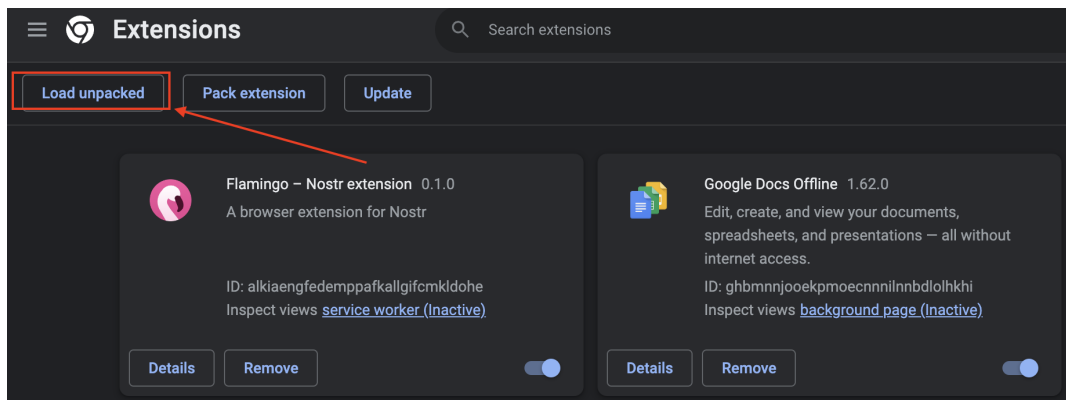 Extensions
Search extensions
Load unpacked
Pack extension
Update
Flamingo – Nostr extension 0.1.0
A browser extension for Nostr
ID: alkiaengfedemppafkallgifcmkldohe
Inspect views service worker (Inactive)
Details
Remove
Google Docs Offline 1.62.0
Edit, create, and view your documents,
spreadsheets, and presentations — all without
internet access.
ID: ghbmnnjooekpmoecnnnilnnbdlolhkhi
Inspect views background page (Inactive)
Details
Remove